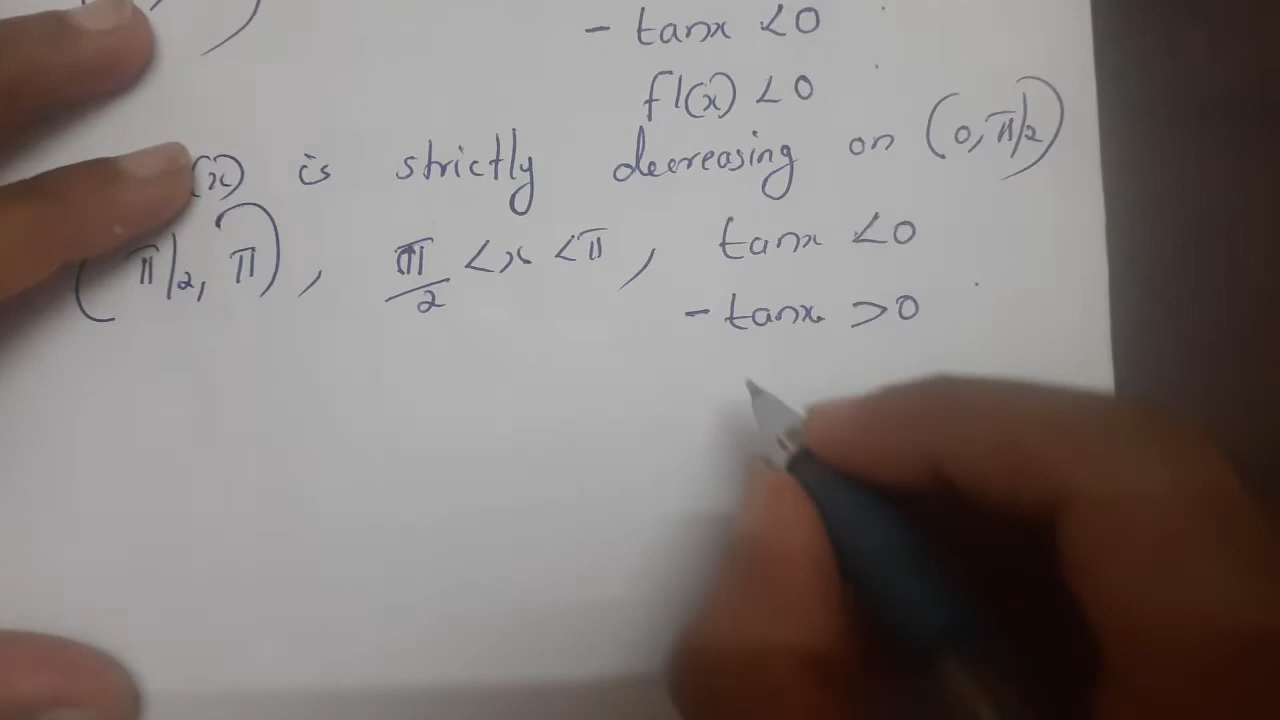 - tanx <0
f'(x) <0
(x) is strictly decreasing on (0, π/2)
(π/2, π), π/2 <x <π, tanx <0
- tanx >0